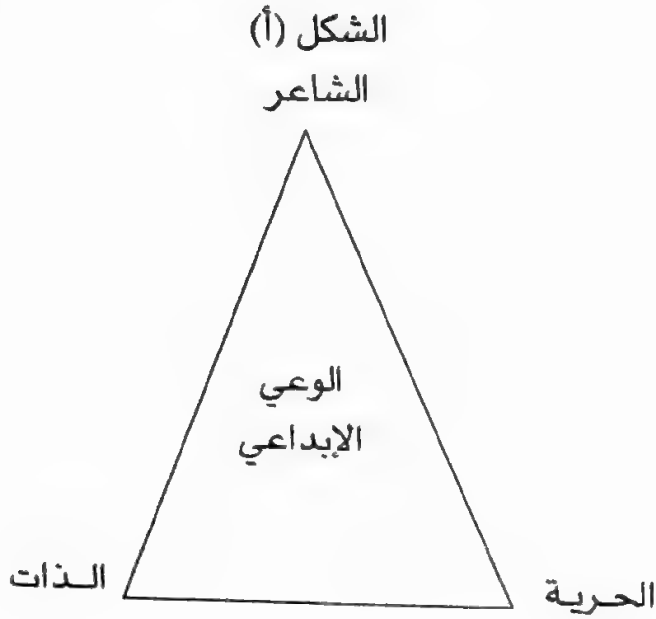 الشكل (أ)
الشاعر
الوعي
الإبداعي
الحرية
الذات